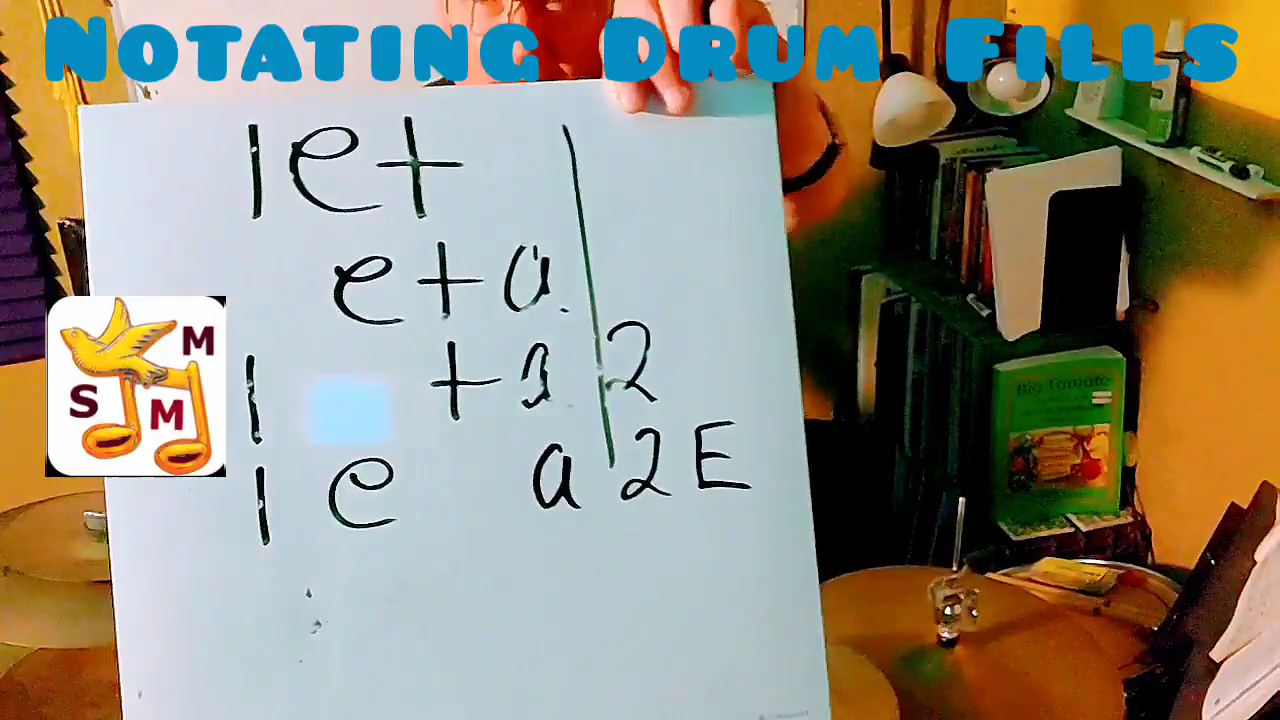 Notating Drum Fills
1 e +
e + a
1 + a 2
1 e a 2 E
S M M
Big Tomato